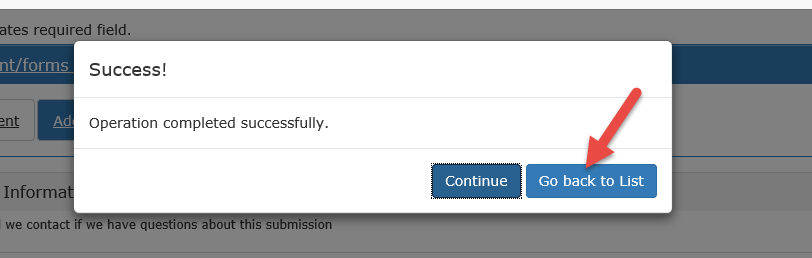 ates required field.
nt/forms
Success!
ent
Ad
Operation completed successfully.
Continue
Go back to List
Informat
we contact if we have questions about this submission